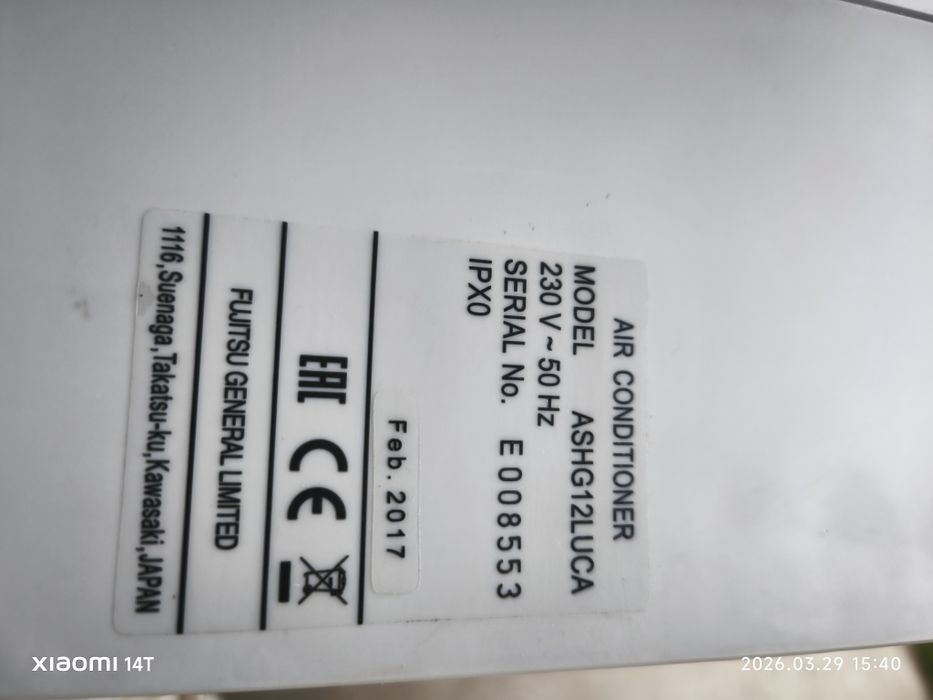 AIR CONDITIONER
MODEL ASHG12LUCA
230 V ~ 50 Hz
SERIAL No. E008553
IPX0
Feb. 2017
EAC CE
FUJITSU GENERAL LIMITED
1116,Suenaga,Takatsu-ku,Kawasaki,JAPAN
XIAOMI 14T
2026.03.29 15:40